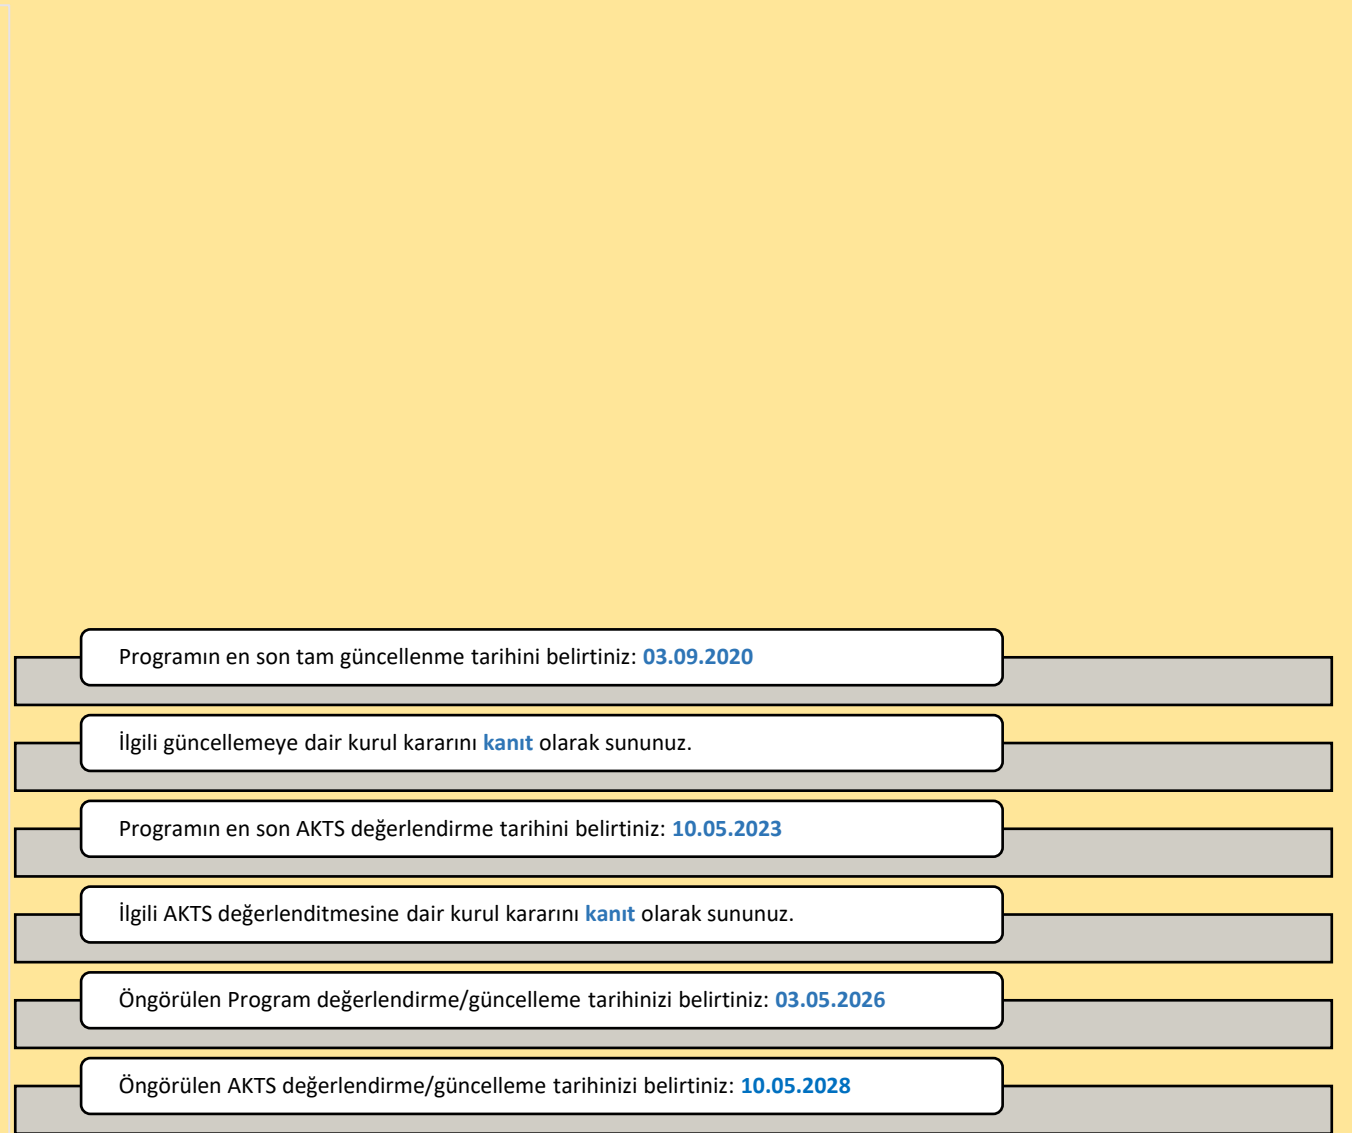 Programın en son tam güncellenme tarihini belirtiniz: 03.09.2020
İlgili güncellemeye dair kurul kararını kanıt olarak sununuz.
Programın en son AKTS değerlendirme tarihini belirtiniz: 10.05.2023
İlgili AKTS değerlenditmesine dair kurul kararını kanıt olarak sununuz.
Öngörülen Program değerlendirme/güncelleme tarihinizi belirtiniz: 03.05.2026
Öngörülen AKTS değerlendirme/güncelleme tarihinizi belirtiniz: 10.05.2028